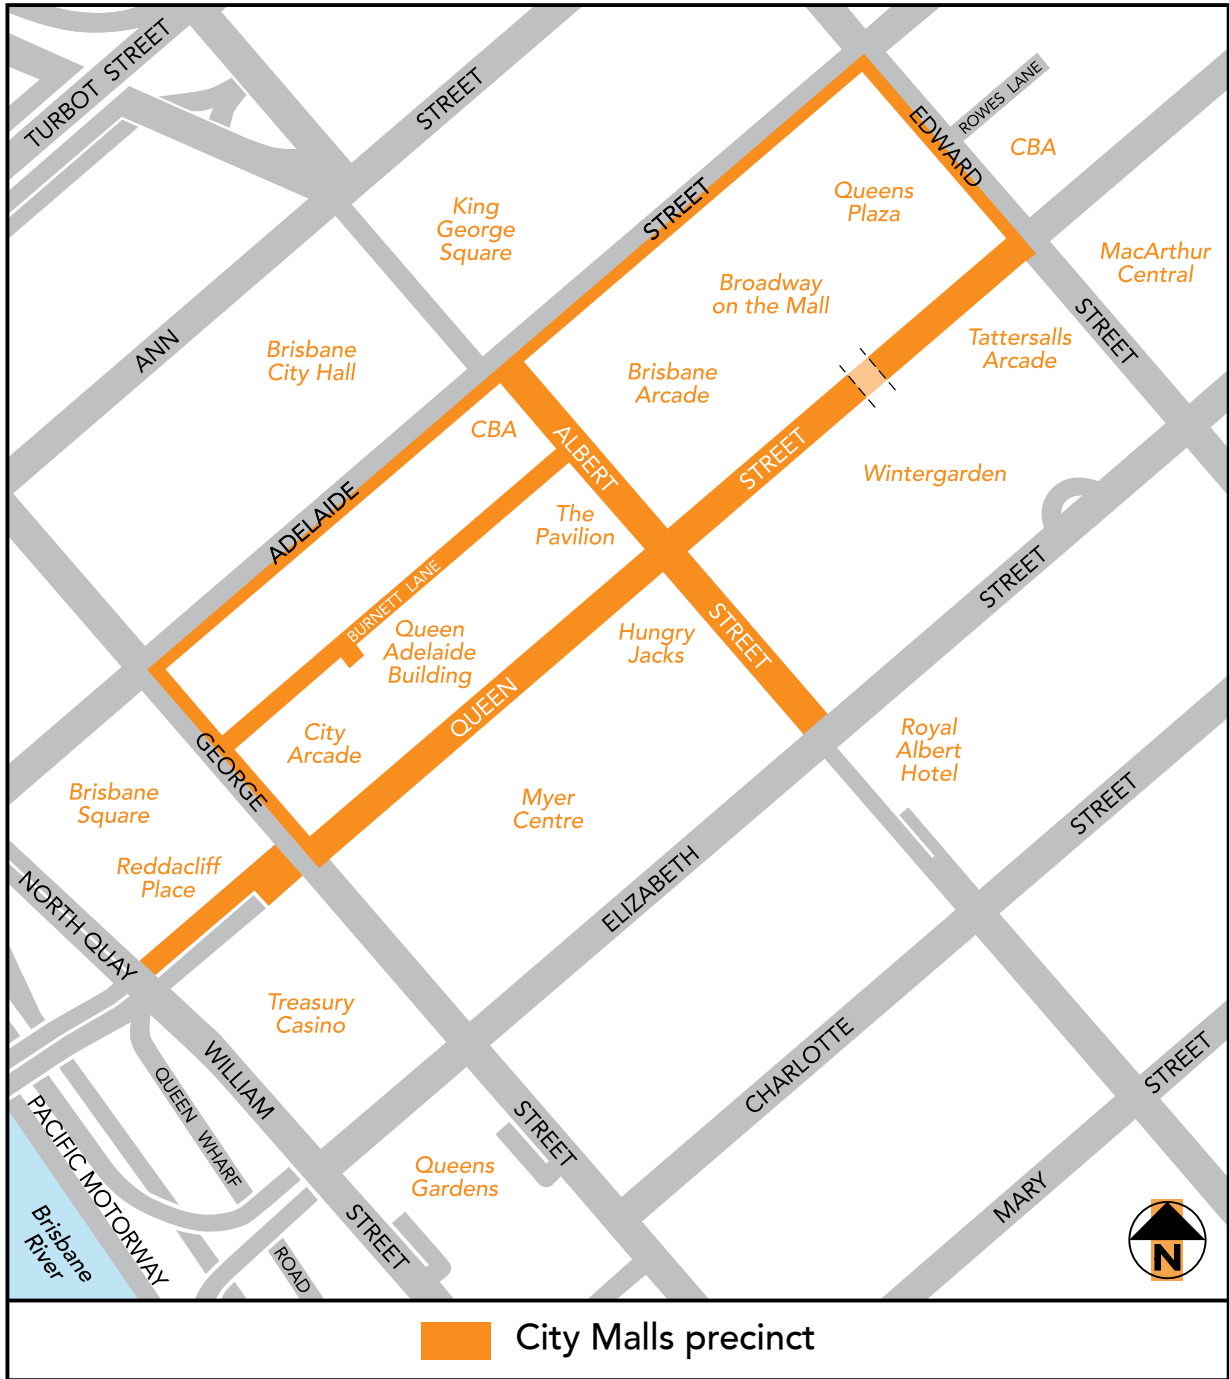 TURBOT STREET
STREET
ROWES LANE
EDWARD
CBA
Queens
Plaza
King
George
Square
STREET
MacArthur
Central
Broadway
on the Mall
ANN
Brisbane
City Hall
STREET
Tattersalls
Arcade
Brisbane
Arcade
CBA
ALBERT
STREET
Wintergarden
ADELAIDE
The
Pavilion
BURNETT LANE
STREET
Queen
Adelaide
Building
Hungry
Jacks
STREET
QUEEN
City
Arcade
GEORGE
Royal
Albert
Hotel
Brisbane
Square
Myer
Centre
STREET
Reddacliff
Place
ELIZABETH
NORTH QUAY
Treasury
Casino
WILLIAM
CHARLOTTE
STREET
QUEEN WHARF
STREET
PACIFIC MOTORWAY
Queens
Gardens
MARY
Brisbane
River
STREET
ROAD
N
City Malls precinct